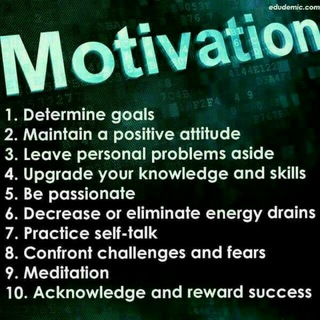 edudemic.com
Motivation
1. Determine goals
2. Maintain a positive attitude
3. Leave personal problems aside
4. Upgrade your knowledge and skills
5. Be passionate
6. Decrease or eliminate energy drains
7. Practice self-talk
8. Confront challenges and fears
9. Meditation
10. Acknowledge and reward success